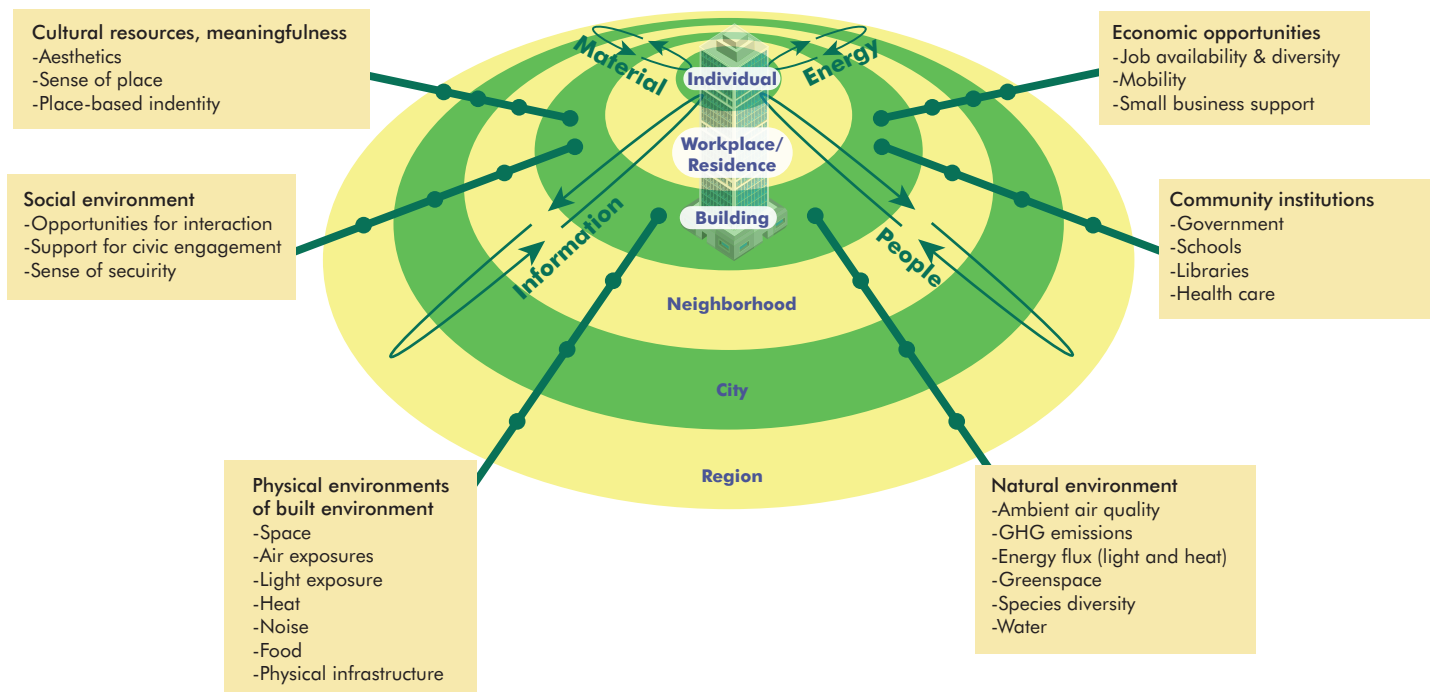 Cultural resources, meaningfulness
-Aesthetics
-Sense of place
-Place-based indentity
Social environment
-Opportunities for interaction
-Support for civic engagement
-Sense of secuirity
Physical environments
of built environment
-Space
-Air exposures
-Light exposure
-Heat
-Noise
-Food
-Physical infrastructure
Material
Energy
Information
People
Individual
Workplace/
Residence
Building
Neighborhood
City
Region
Economic opportunities
-Job availability & diversity
-Mobility
-Small business support
Community institutions
-Government
-Schools
-Libraries
-Health care
Natural environment
-Ambient air quality
-GHG emissions
-Energy flux (light and heat)
-Greenspace
-Species diversity
-Water